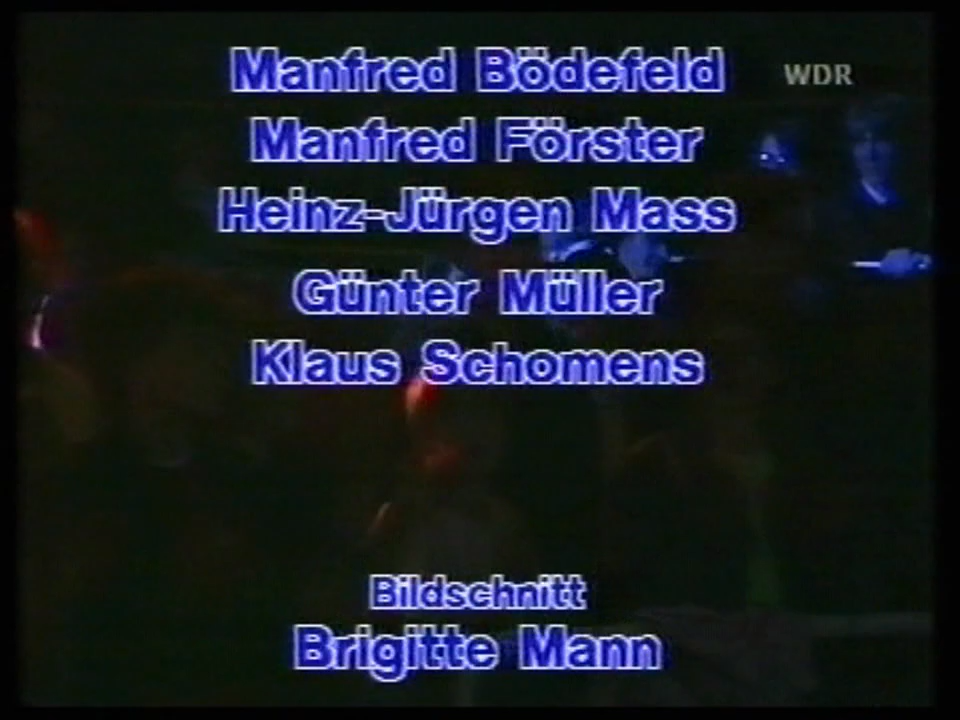 Manfred Bödefeld
WDR
Manfred Förster
Heinz-Jürgen Mass
Günter Müller
Klaus Schomens
Bildschnitt
Brigitte Mann